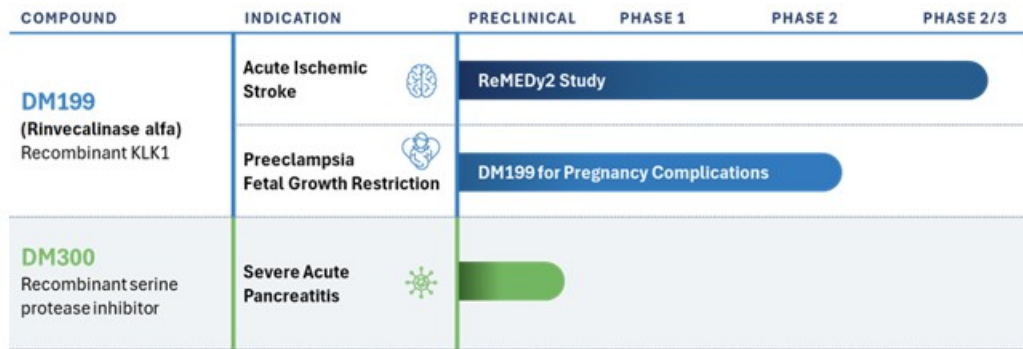 COMPOUND INDICATION PRECLINICAL PHASE 1 PHASE 2 PHASE 2/3
DM199
(Rinvecalinase alfa)
Recombinant KLK1
Acute Ischemic
Stroke
ReMEDy2 Study
Preeclampsia
Fetal Growth Restriction
DM199 for Pregnancy Complications
DM300
Recombinant serine
protease inhibitor
Severe Acute
Pancreatitis